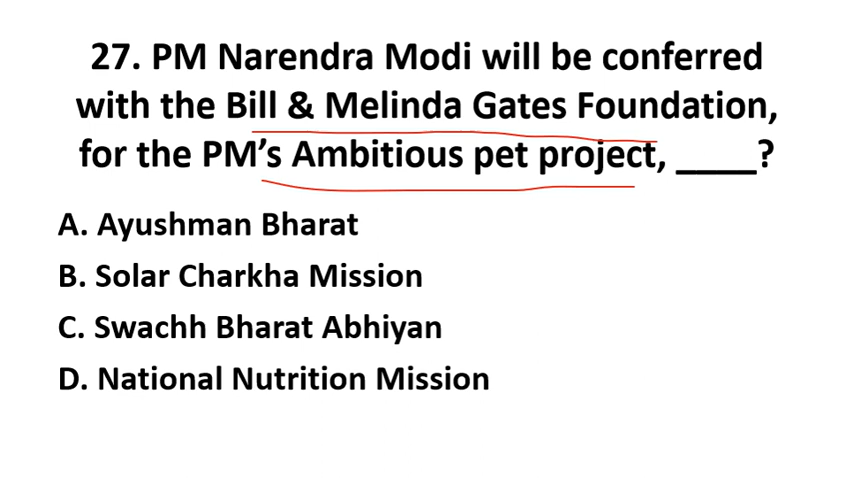 27. PM Narendra Modi will be conferred
with the Bill & Melinda Gates Foundation,
for the PM's Ambitious pet project, ____?
A. Ayushman Bharat
B. Solar Charkha Mission
C. Swachh Bharat Abhiyan
D. National Nutrition Mission